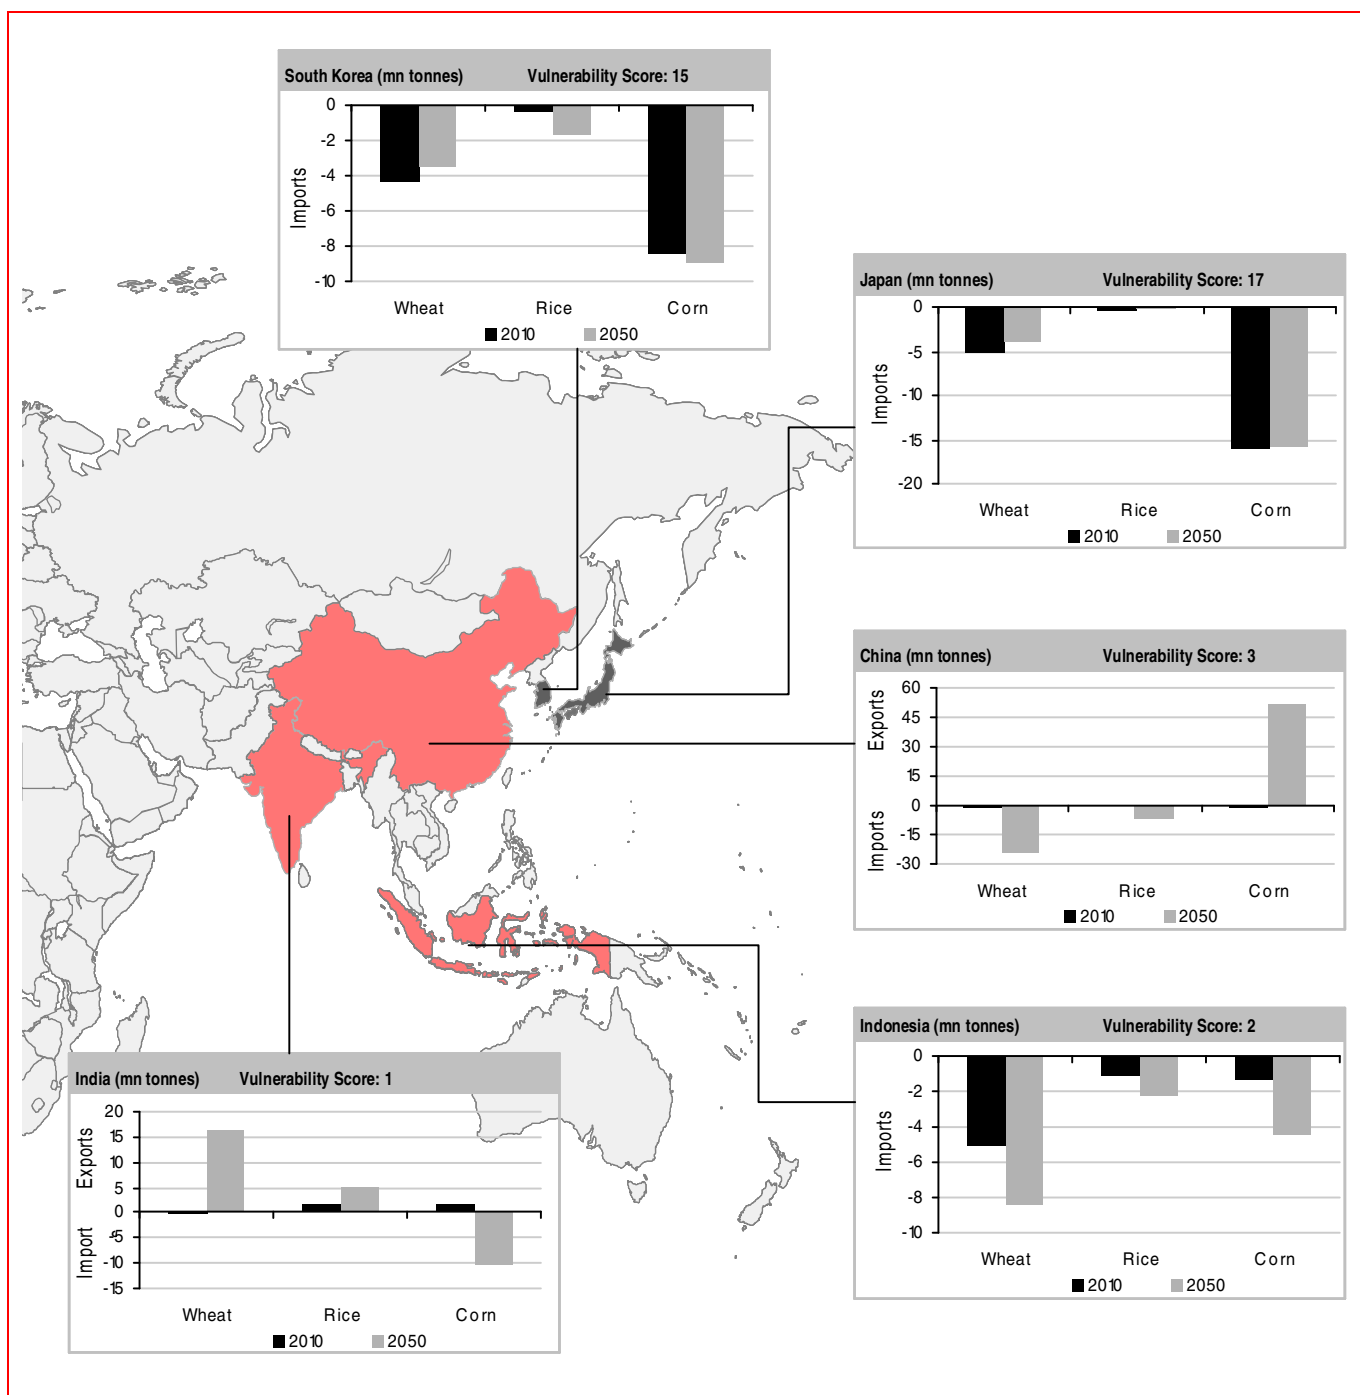 South Korea (mn tonnes) Vulnerability Score: 15
0
-2
-4
-6
-8
-10
Imports
Wheat Rice Corn
2010 2050
Japan (mn tonnes) Vulnerability Score: 17
0
-5
-10
-15
-20
Imports
Wheat Rice Corn
2010 2050
China (mn tonnes) Vulnerability Score: 3
60
45
30
15
0
-15
-30
Exports
Imports
Wheat Rice Corn
2010 2050
Indonesia (mn tonnes) Vulnerability Score: 2
0
-2
-4
-6
-8
-10
Imports
Wheat Rice Corn
2010 2050
India (mn tonnes) Vulnerability Score: 1
20
15
10
5
0
-5
-10
-15
Exports
Import
Wheat Rice Corn
2010 2050